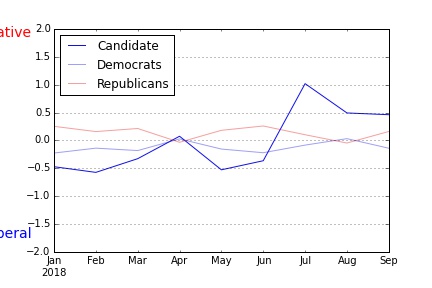 2.0
ative
Candidate
Democrats
Republicans
1.5
1.0
0.5
0.0
−0.5
−1.0
−1.5
beral
−2.0
Jan Feb Mar Apr May Jun Jul Aug Sep
2018